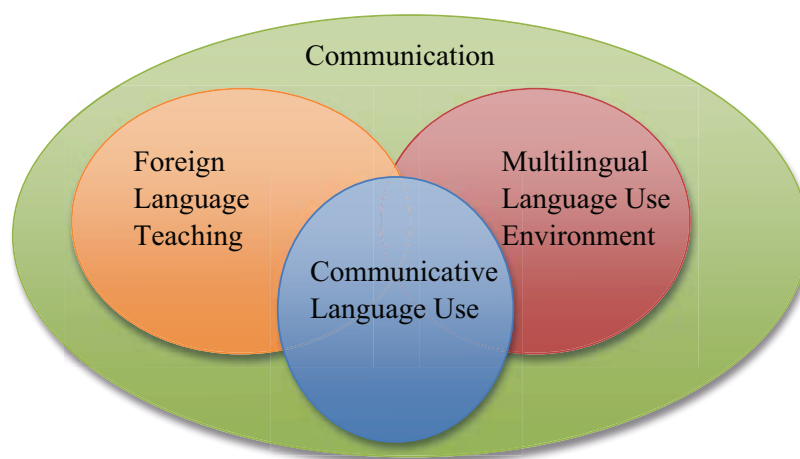 Communication
Foreign
Language
Teaching
Multilingual
Language Use
Environment
Communicative
Language Use